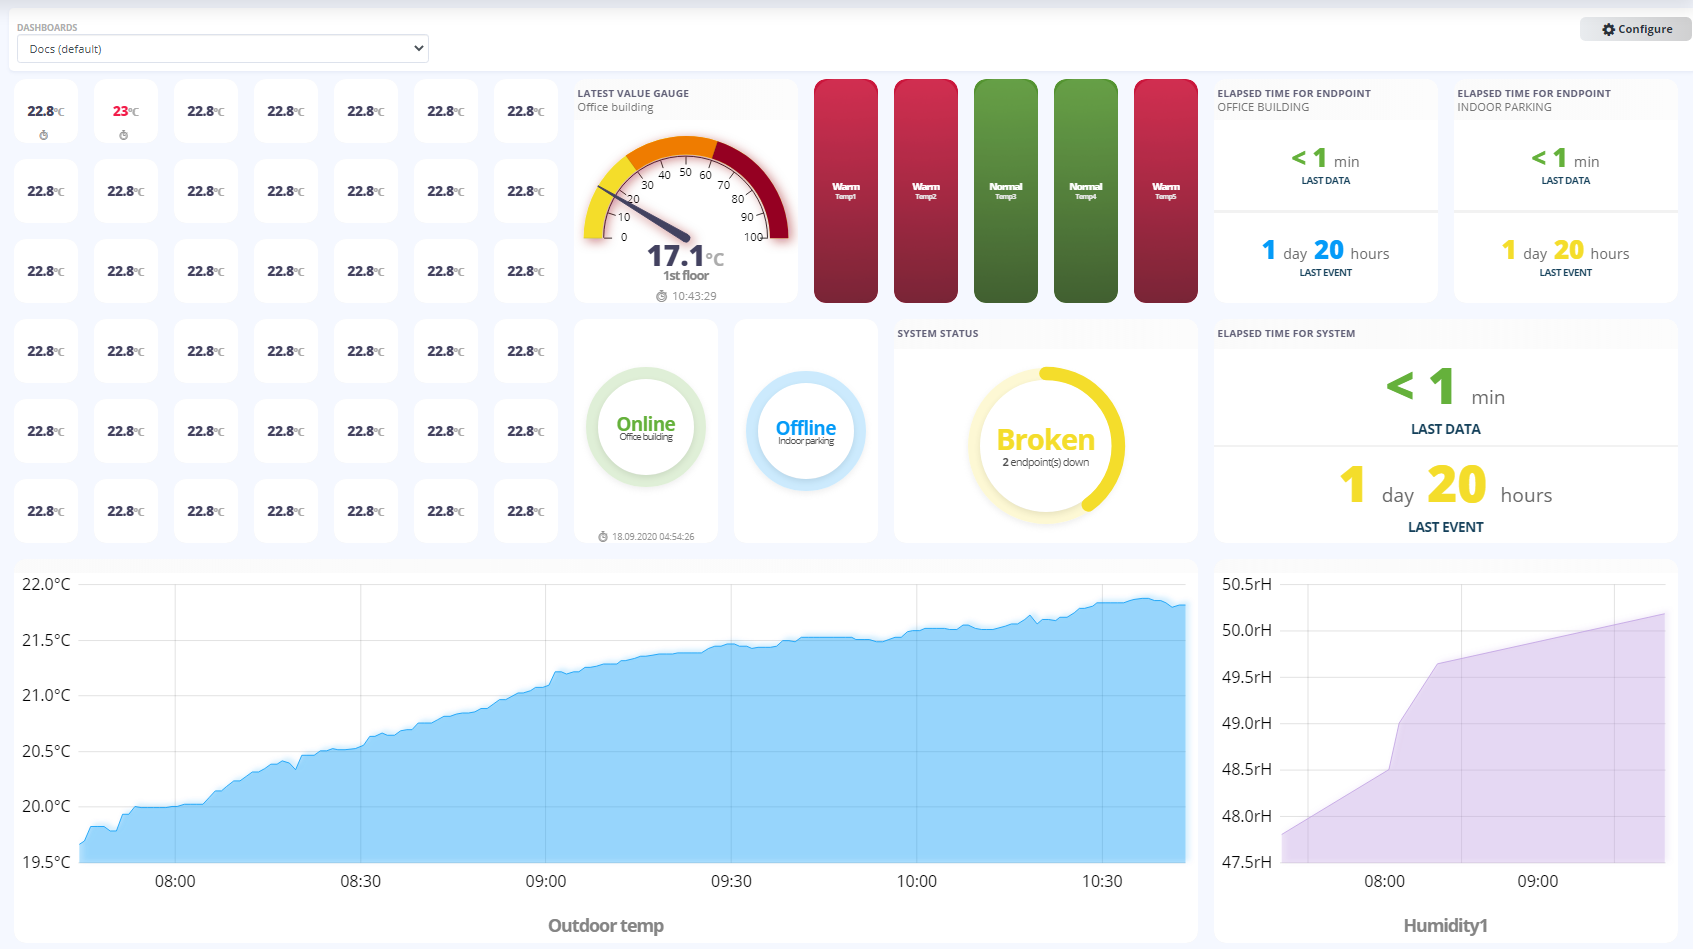 DASHBOARDS
Docs (default)
Configure
22.8°C 23°C 22.8°C 22.8°C 22.8°C 22.8°C 22.8°C
22.8°C 22.8°C 22.8°C 22.8°C 22.8°C 22.8°C 22.8°C
22.8°C 22.8°C 22.8°C 22.8°C 22.8°C 22.8°C 22.8°C
22.8°C 22.8°C 22.8°C 22.8°C 22.8°C 22.8°C 22.8°C
22.8°C 22.8°C 22.8°C 22.8°C 22.8°C 22.8°C 22.8°C
22.8°C 22.8°C 22.8°C 22.8°C 22.8°C 22.8°C 22.8°C
LATEST VALUE GAUGE
Office building
0 10 20 30 40 50 60 70 80 90 100
17.1°C
1st floor
10:43:29
Warm
Temp1
Warm
Temp2
Normal
Temp3
Normal
Temp4
Warm
Temp5
ELAPSED TIME FOR ENDPOINT
OFFICE BUILDING
< 1 min
LAST DATA
1 day 20 hours
LAST EVENT
ELAPSED TIME FOR ENDPOINT
INDOOR PARKING
< 1 min
LAST DATA
1 day 20 hours
LAST EVENT
Online
Office building
18.09.2020 04:54:26
Offline
Indoor parking
SYSTEM STATUS
Broken
2 endpoint(s) down
ELAPSED TIME FOR SYSTEM
< 1 min
LAST DATA
1 day 20 hours
LAST EVENT
22.0°C
21.5°C
21.0°C
20.5°C
20.0°C
19.5°C
08:00 08:30 09:00 09:30 10:00 10:30
Outdoor temp
50.5rH
50.0rH
49.5rH
49.0rH
48.5rH
48.0rH
47.5rH
08:00 09:00
Humidity1